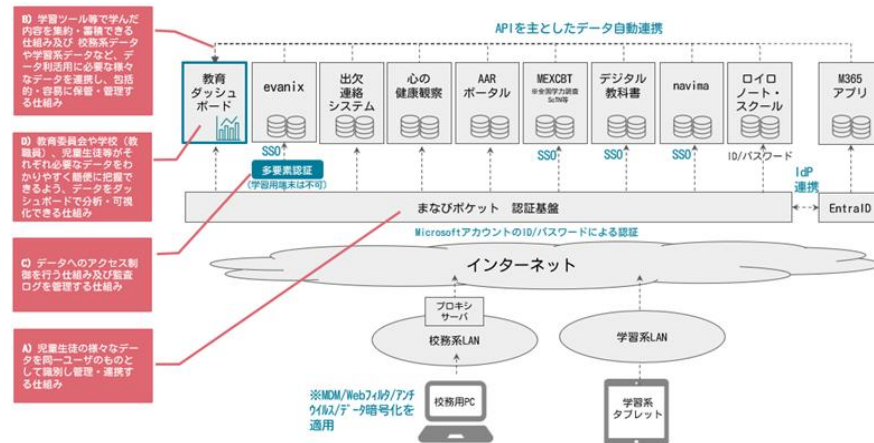 B) 学習ツール等で学んだ
内容を集約・蓄積できる
仕組み及び 校務系データ
や学習系データなど、デー
タ利活用に必要な様々な
データを連携し、包括
的・容易に保管・管理す
る仕組み
D) 教育委員会や学校（教
職員）、児童生徒等がそ
れぞれ必要なデータをわ
かりやすく簡便に把握で
きるよう、データをダッシ
ュボードで分析・可視
化できる仕組み
C) データへのアクセス制
御を行う仕組み及び監査
ログを管理する仕組み
A) 児童生徒の様々なデー
タを同一ユーザのものと
して識別し管理・連携す
る仕組み
APIを主としたデータ自動連携
教育
ダッシュ
ボード
evanix
出欠
連絡
システム
心の
健康観察
AAR
ポータル
MEXCBT
※全国学力調査
SoTN等
デジタル
教科書
navima
ロイロ
ノート・
スクール
M365
アプリ
SSO
SSO
SSO
SSO
ID/パスワード
多要素認証
(学習用端末は不可)
IdP
連携
まなびポケット 認証基盤
EntraID
MicrosoftアカウントのID/パスワードによる認証
インターネット
プロキシ
サーバ
校務系LAN
学習系LAN
※MDM/Webフィルタ/アンチ
ウイルス/データ暗号化を
適用
校務用PC
学習系
タブレット